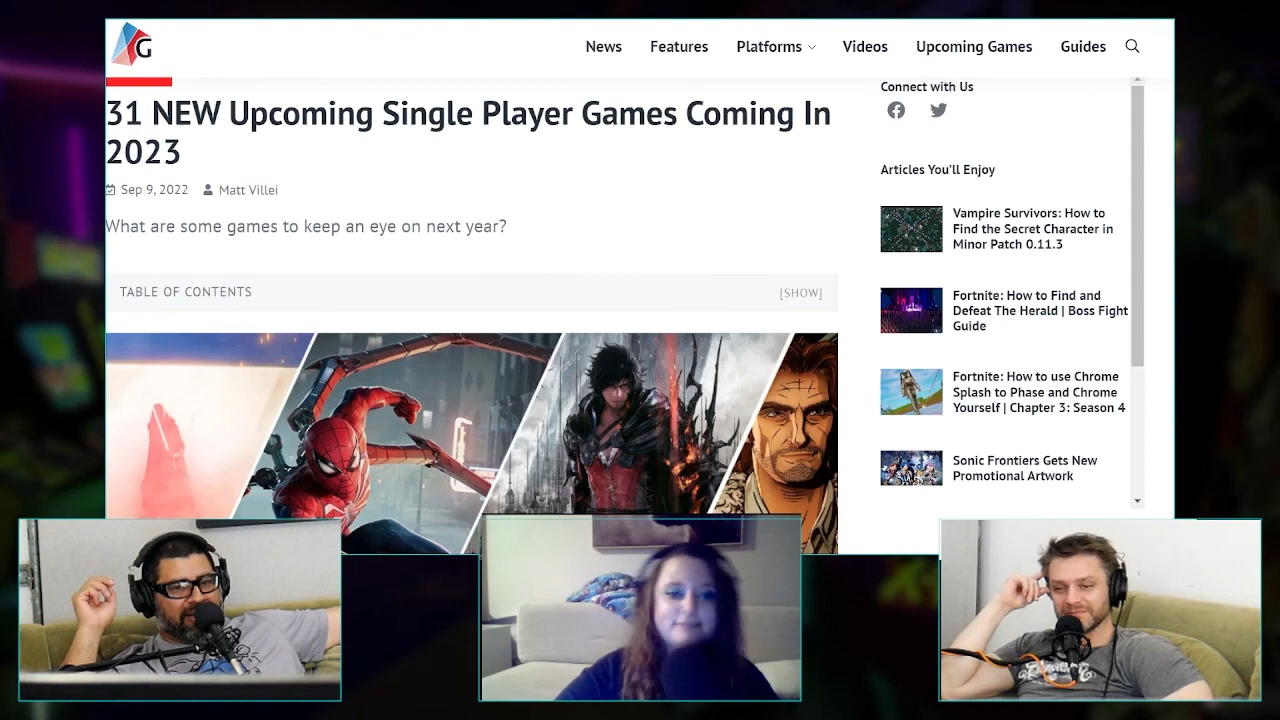 G
News Features Platforms Videos Upcoming Games Guides
31 NEW Upcoming Single Player Games Coming In
2023
Sep 9, 2022 Matt Villei
What are some games to keep an eye on next year?
TABLE OF CONTENTS [SHOW]
Connect with Us
Articles You'll Enjoy
Vampire Survivors: How to
Find the Secret Character in
Minor Patch 0.11.3
Fortnite: How to Find and
Defeat The Herald | Boss Fight
Guide
Fortnite: How to use Chrome
Splash to Phase and Chrome
Yourself | Chapter 3: Season 4
Sonic Frontiers Gets New
Promotional Artwork